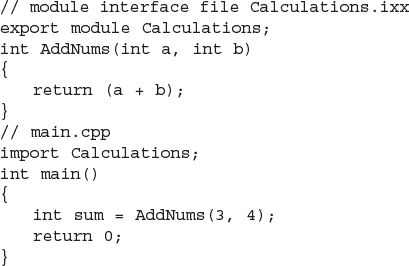 // module interface file Calculations.ixx
export module Calculations;
int AddNums(int a, int b)
{
    return (a + b);
}
// main.cpp
import Calculations;
int main()
{
    int sum = AddNums(3, 4);
    return 0;
}